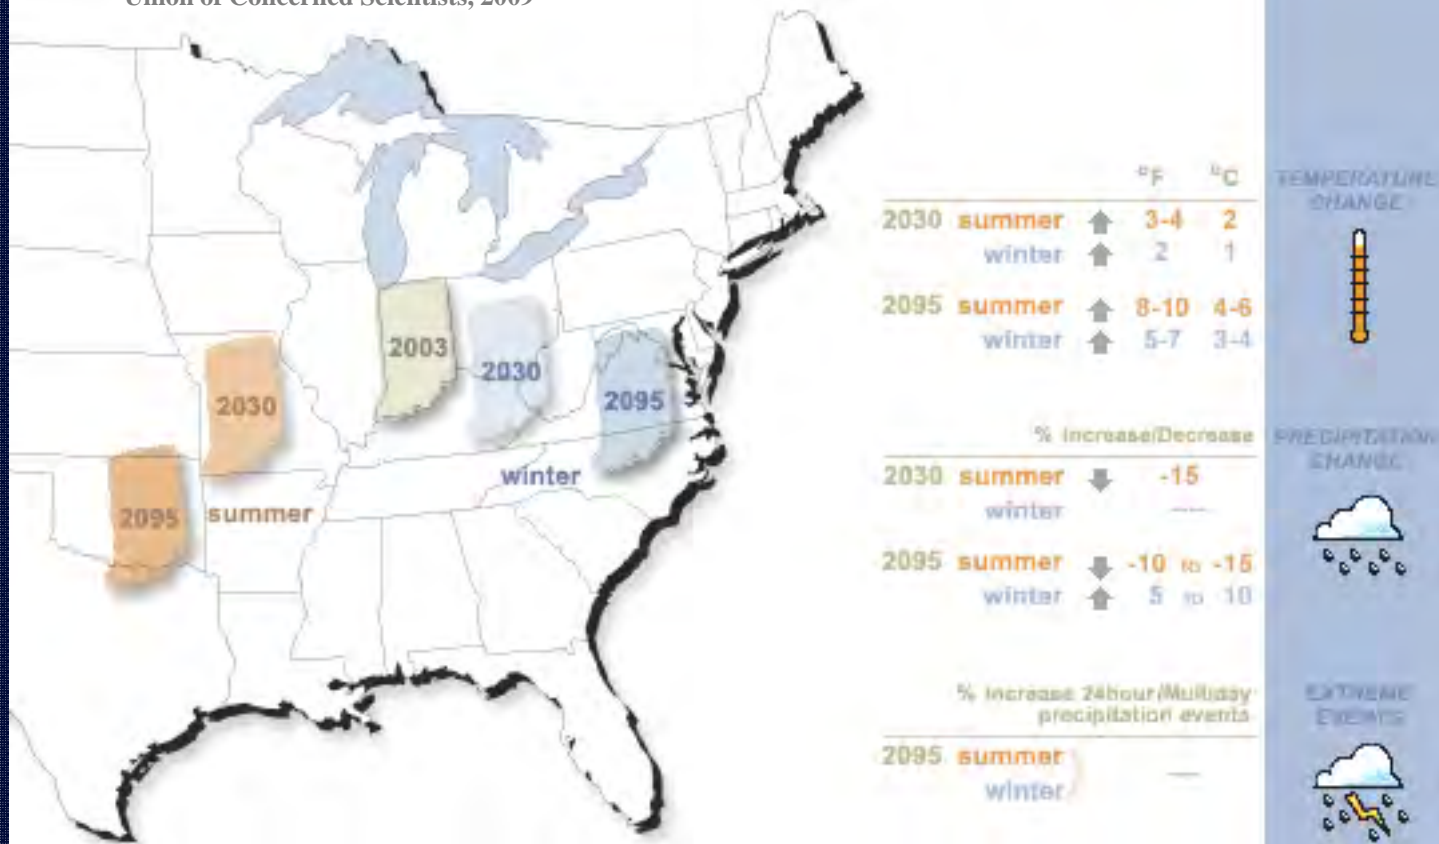 Union of Concerned Scientists, 2009
2003
2030
2095
winter
2030
2095
summer
°F °C
2030 summer 3-4 2
winter 2 1
2095 summer 8-10 4-6
winter 5-7 3-4
% Increase/Decrease
2030 summer -15
winter ----
2095 summer -10 to -15
winter 5 to 10
% Increase 24hour/Multiday
precipitation events
2095 summer
winter
—
TEMPERATURE
CHANGE
PRECIPITATION
CHANGE
EXTREME
EVENTS